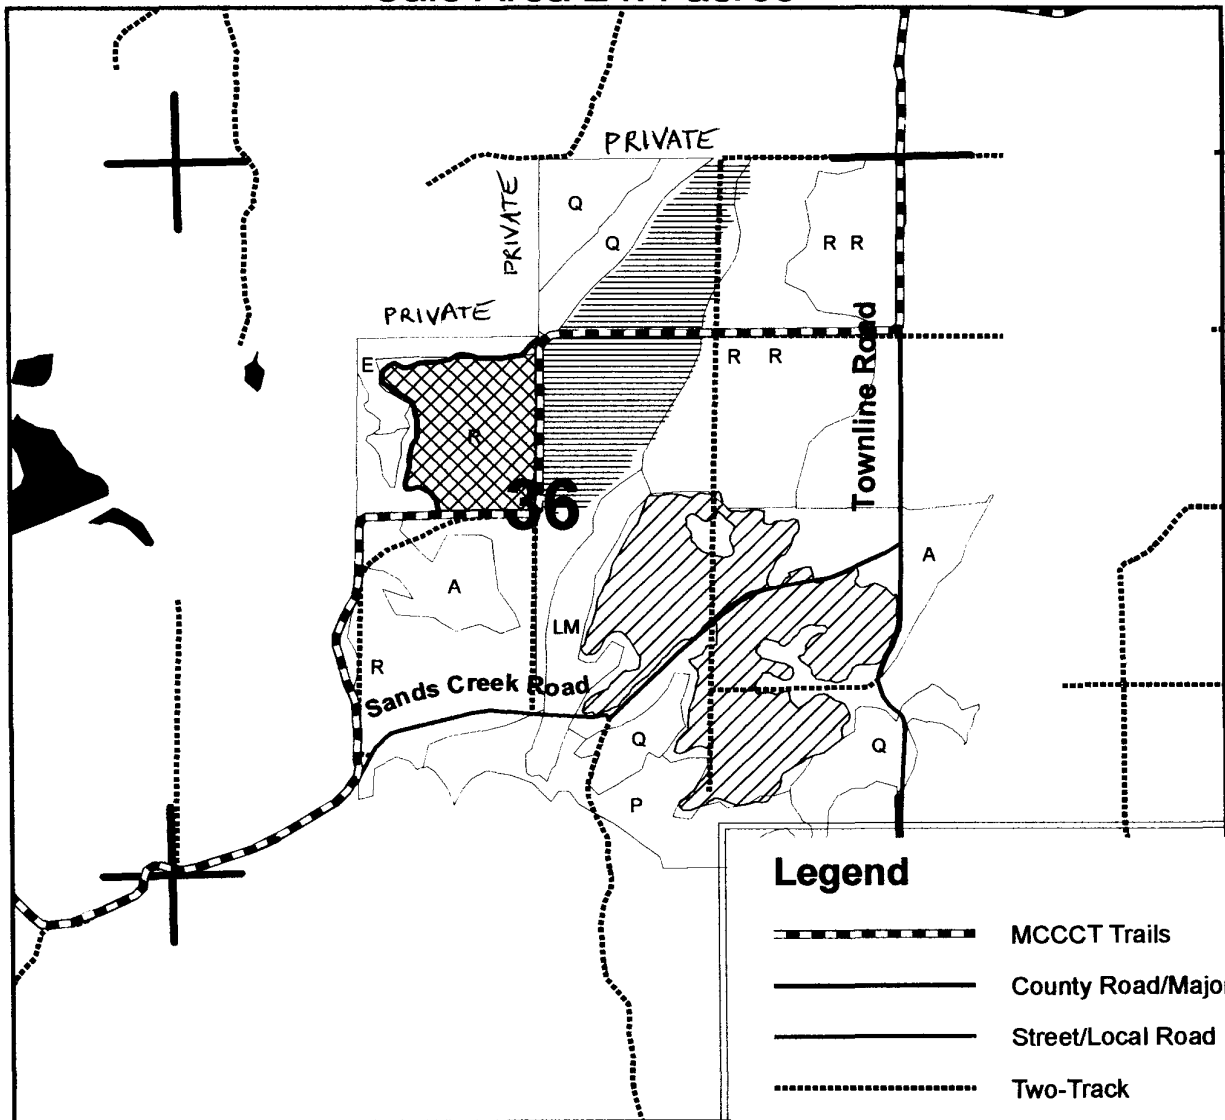 PRIVATE
PRIVATE
Q
Q
R R
PRIVATE
E
R R
Townline Road
R
36
A
A
LM
R
Sands Creek Road
Q
Q
P
Legend
MCCCT Trails
County Road/Major
Street/Local Road
Two-Track